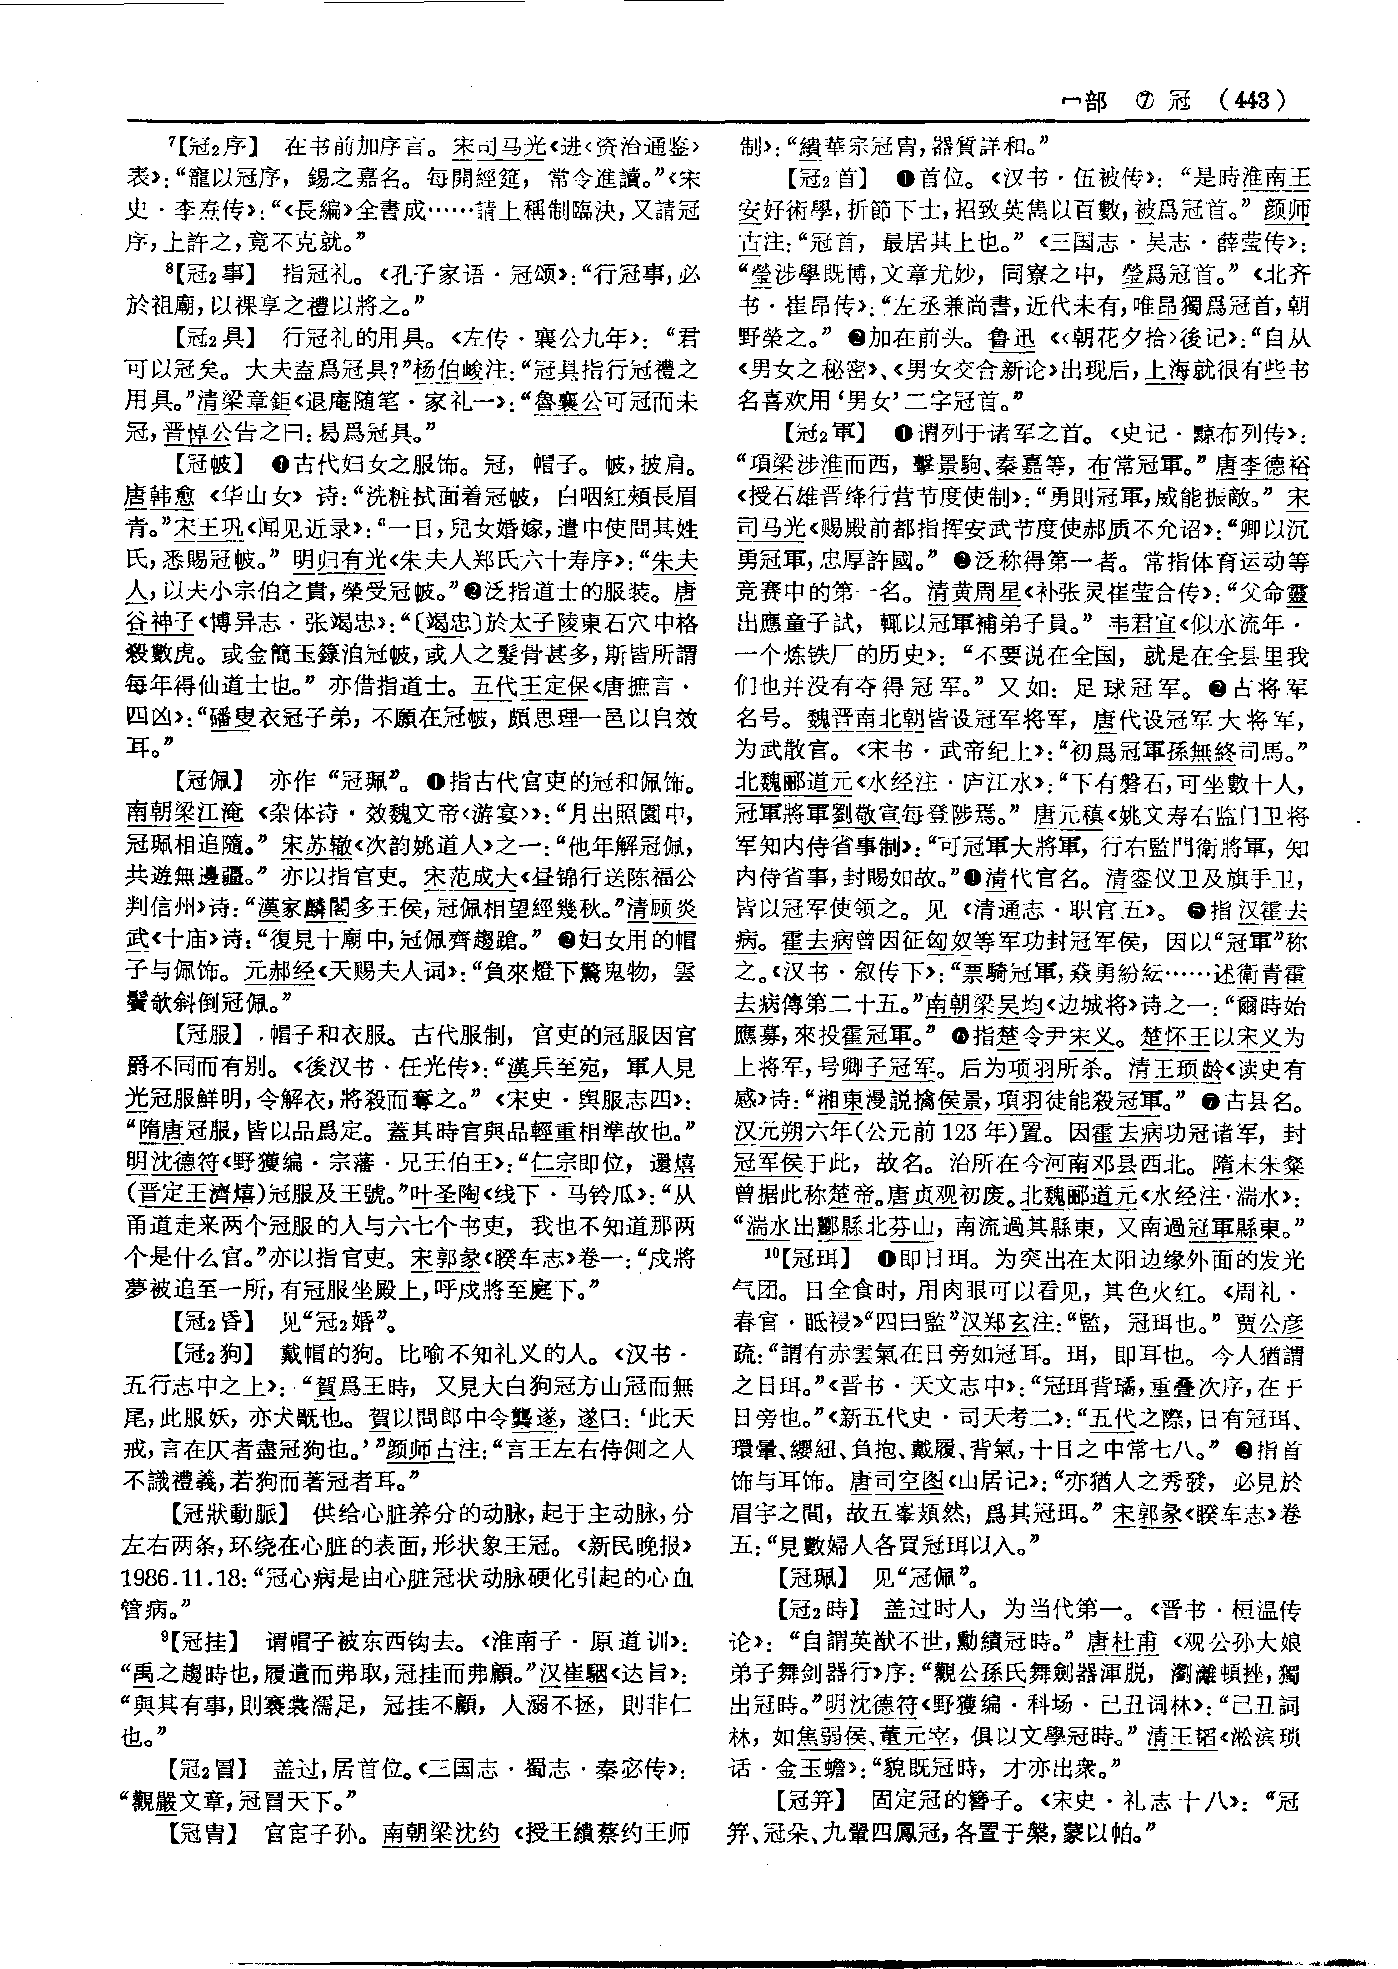 冖部 ⑦ 冠 （443）
⁷【冠₂序】 在书前加序言。宋司马光《进〈资治通鉴〉
表》：“寵以冠序，錫之嘉名。每開經筵，常令進讀。”《宋
史·李焘传》：“《長編》全書成……請上稱制臨決，又請冠
序，上許之，竟不克就。”
⁸【冠₂事】 指冠礼。《孔子家语·冠颂》：“行冠事，必
於祖廟，以祼享之禮以將之。”
【冠₂具】 行冠礼的用具。《左传·襄公九年》：“君
可以冠矣。大夫盍爲冠具？”杨伯峻注：“冠具指行冠禮之
用具。”清梁章鉅《退庵随笔·家礼一》：“魯襄公可冠而未
冠，晋悼公告之曰：曷爲冠具。”
【冠帔】 ❶古代妇女之服饰。冠，帽子。帔，披肩。
唐韩愈《华山女》诗：“洗粧拭面着冠帔，白咽紅頰長眉
青。”宋王巩《闻见近录》：“一日，兒女婚嫁，遣中使問其姓
氏，悉賜冠帔。”明归有光《朱夫人郑氏六十寿序》：“朱夫
人，以夫小宗伯之貴，榮受冠帔。”❷泛指道士的服装。唐
谷神子《博异志·张竭忠》：“〔竭忠〕於太子陵東石穴中格
殺數虎。或金簡玉籙洎冠帔，或人之髮骨甚多，斯皆所謂
每年得仙道士也。”亦借指道士。五代王定保《唐摭言·
四凶》：“磻叟衣冠子弟，不願在冠帔，頗思理一邑以自效
耳。”
【冠佩】 亦作“冠珮”。❶指古代官吏的冠和佩饰。
南朝梁江淹《杂体诗·效魏文帝〈游宴〉》：“月出照園中，
冠珮相追隨。”宋苏辙《次韵姚道人》之一：“他年解冠佩，
共遊無邊疆。”亦以指官吏。宋范成大《昼锦行送陈福公
判信州》诗：“漢家麟閣多王侯，冠佩相望經幾秋。”清顾炎
武《十庙》诗：“復見十廟中，冠佩齊趨蹌。”❷妇女用的帽
子与佩饰。元郝经《天赐夫人词》：“負來燈下驚鬼物，雲
鬢欹斜倒冠佩。”
【冠服】 帽子和衣服。古代服制，官吏的冠服因官
爵不同而有别。《後汉书·任光传》：“漢兵至宛，軍人見
光冠服鮮明，令解衣，將殺而奪之。”《宋史·舆服志四》：
“隋唐冠服，皆以品爲定。蓋其時官與品輕重相準故也。”
明沈德符《野獲编·宗藩·兄王伯王》：“仁宗即位，還熺
（晋定王濟熺）冠服及王號。”叶圣陶《线下·马铃瓜》：“从
甬道走来两个冠服的人与六七个书吏，我也不知道那两
个是什么官。”亦以指官吏。宋郭彖《睽车志》卷一：“戍將
夢被追至一所，有冠服坐殿上，呼戍將至庭下。”
【冠₂昏】 见“冠₂婚”。
【冠₂狗】 戴帽的狗。比喻不知礼义的人。《汉书·
五行志中之上》：“賀爲王時，又見大白狗冠方山冠而無
尾，此服妖，亦犬旤也。賀以問郎中令龔遂，遂曰：‘此天
戒，言在仄者盡冠狗也。’”颜师古注：“言王左右侍側之人
不識禮義，若狗而著冠者耳。”
【冠狀動脈】 供给心脏养分的动脉，起于主动脉，分
左右两条，环绕在心脏的表面，形状象王冠。《新民晚报》
1986.11.18：“冠心病是由心脏冠状动脉硬化引起的心血
管病。”
⁹【冠挂】 谓帽子被东西钩去。《淮南子·原道训》：
“禹之趨時也，履遺而弗取，冠挂而弗顧。”汉崔駰《达旨》：
“與其有事，則褰裳濡足，冠挂不顧，人溺不拯，則非仁
也。”
【冠₂冒】 盖过，居首位。《三国志·蜀志·秦宓传》：
“觀嚴文章，冠冒天下。”
【冠胄】 官宦子孙。南朝梁沈约《授王繢蔡约王师
制》：“繢華宗冠胄，器質詳和。”
【冠₂首】 ❶首位。《汉书·伍被传》：“是時淮南王
安好術學，折節下士，招致英雋以百數，被爲冠首。”颜师
古注：“冠首，最居其上也。”《三国志·吴志·薛莹传》：
“瑩涉學既博，文章尤妙，同寮之中，瑩爲冠首。”《北齐
书·崔昂传》：“左丞兼尚書，近代未有，唯昂獨爲冠首，朝
野榮之。”❷加在前头。鲁迅《〈朝花夕拾〉後记》：“自从
《男女之秘密》、《男女交合新论》出现后，上海就很有些书
名喜欢用‘男女’二字冠首。”
【冠₂軍】 ❶谓列于诸军之首。《史记·黥布列传》：
“項梁涉淮而西，擊景駒、秦嘉等，布常冠軍。”唐李德裕
《授石雄晋绛行营节度使制》：“勇則冠軍，威能振敵。”宋
司马光《赐殿前都指挥安武节度使郝质不允诏》：“卿以沉
勇冠軍，忠厚許國。”❷泛称得第一者。常指体育运动等
竞赛中的第一名。清黄周星《补张灵崔莹合传》：“父命靈
出應童子試，輒以冠軍補弟子員。”韦君宜《似水流年·
一个炼铁厂的历史》：“不要说在全国，就是在全县里我
们也并没有夺得冠军。”又如：足球冠军。❷古将军
名号。魏晋南北朝皆设冠军将军，唐代设冠军大将军，
为武散官。《宋书·武帝纪上》：“初爲冠軍孫無終司馬。”
北魏郦道元《水经注·庐江水》：“下有磐石，可坐數十人，
冠軍將軍劉敬宣每登陟焉。”唐元稹《姚文寿右监门卫将
军知内侍省事制》：“可冠軍大將軍，行右監門衛將軍，知
内侍省事，封賜如故。”❹清代官名。清銮仪卫及旗手卫，
皆以冠军使领之。见《清通志·职官五》。❺指汉霍去
病。霍去病曾因征匈奴等军功封冠军侯，因以“冠軍”称
之。《汉书·叙传下》：“票騎冠軍，猋勇紛紜……述衛青霍
去病傳第二十五。”南朝梁吴均《边城将》诗之一：“爾時始
應募，來投霍冠軍。”❻指楚令尹宋义。楚怀王以宋义为
上将军，号卿子冠军。后为项羽所杀。清王顼龄《读史有
感》诗：“湘東漫説擒侯景，項羽徒能殺冠軍。”❼古县名。
汉元朔六年（公元前123年）置。因霍去病功冠诸军，封
冠军侯于此，故名。治所在今河南邓县西北。隋末朱粲
曾据此称楚帝。唐贞观初废。北魏郦道元《水经注·湍水》：
“湍水出酈縣北芬山，南流過其縣東，又南過冠軍縣東。”
¹⁰【冠珥】 ❶即日珥。为突出在太阳边缘外面的发光
气团。日全食时，用肉眼可以看见，其色火红。《周礼·
春官·眡祲》“四曰監”汉郑玄注：“監，冠珥也。”贾公彦
疏：“謂有赤雲氣在日旁如冠耳。珥，即耳也。今人猶謂
之日珥。”《晋书·天文志中》：“冠珥背璚，重叠次序，在于
日旁也。”《新五代史·司天考二》：“五代之際，日有冠珥、
環暈、纓紐、負抱、戴履、背氣，十日之中常七八。”❷指首
饰与耳饰。唐司空图《山居记》：“亦猶人之秀發，必見於
眉宇之間，故五峯頍然，爲其冠珥。”宋郭彖《睽车志》卷
五：“見數婦人各買冠珥以入。”
【冠珮】 见“冠佩”。
【冠₂時】 盖过时人，为当代第一。《晋书·桓温传
论》：“自謂英猷不世，勳績冠時。”唐杜甫《观公孙大娘
弟子舞剑器行》序：“觀公孫氏舞劍器渾脱，瀏灕頓挫，獨
出冠時。”明沈德符《野獲编·科场·己丑词林》：“己丑詞
林，如焦弱侯、董元宰，俱以文學冠時。”清王韬《淞滨琐
话·金玉蟾》：“貌既冠時，才亦出衆。”
【冠笄】 固定冠的簪子。《宋史·礼志十八》：“冠
笄、冠朵、九翬四鳳冠，各置于槃，蒙以帕。”